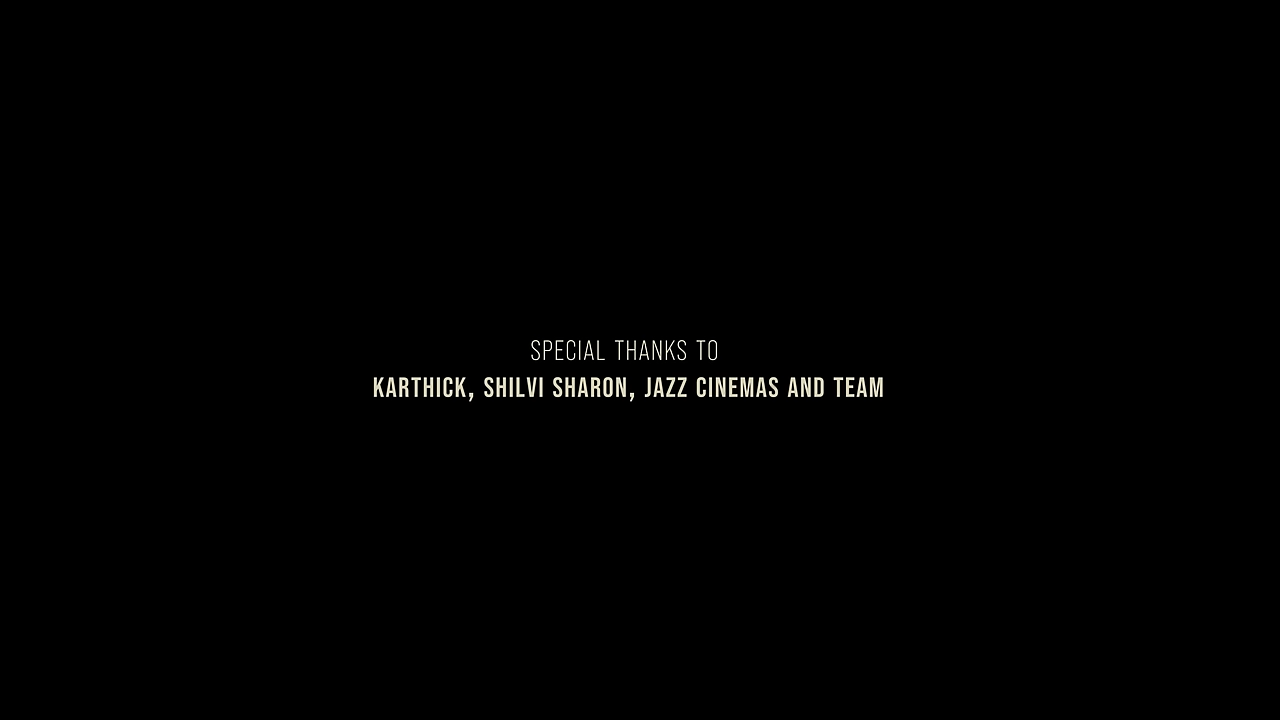 SPECIAL THANKS TO
KARTHICK, SHILVI SHARON, JAZZ CINEMAS AND TEAM